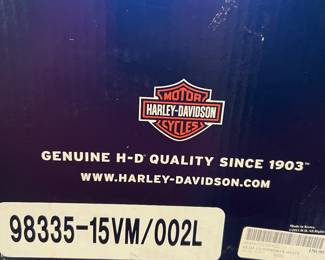 MOTOR
HARLEY-DAVIDSON
CYCLES
GENUINE H-D® QUALITY SINCE 1903™
WWW.HARLEY-DAVIDSON.COM
98335-15VM/002L